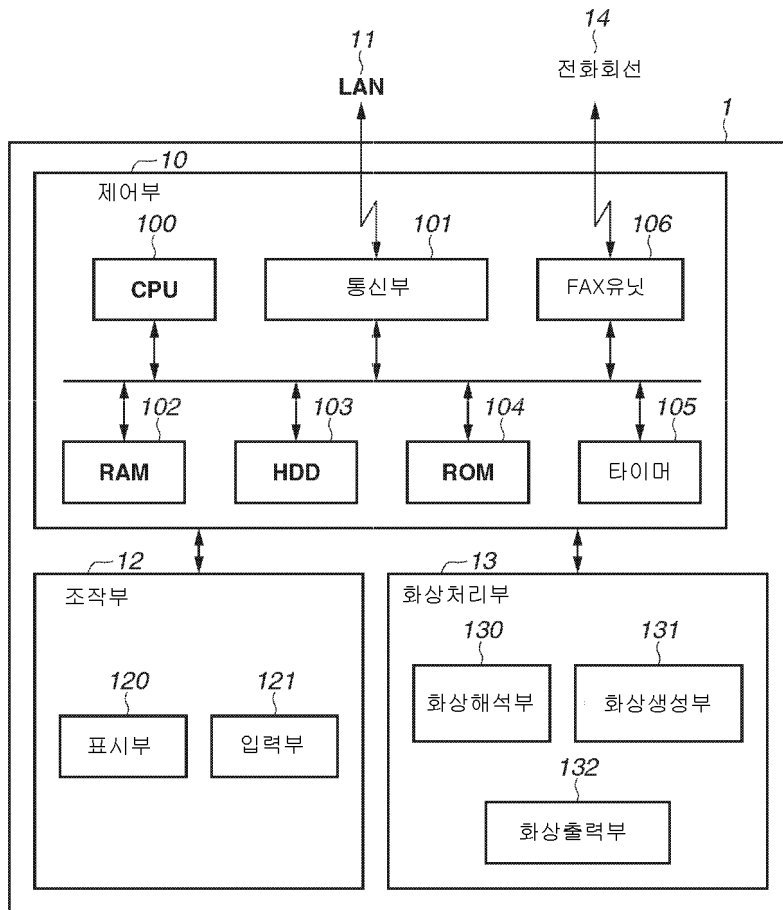 11
LAN
14
전화회선
1
10
제어부
100
CPU
101
통신부
106
FAX유닛
102
RAM
103
HDD
104
ROM
105
타이머
12
조작부
120
표시부
121
입력부
13
화상처리부
130
화상해석부
131
화상생성부
132
화상출력부